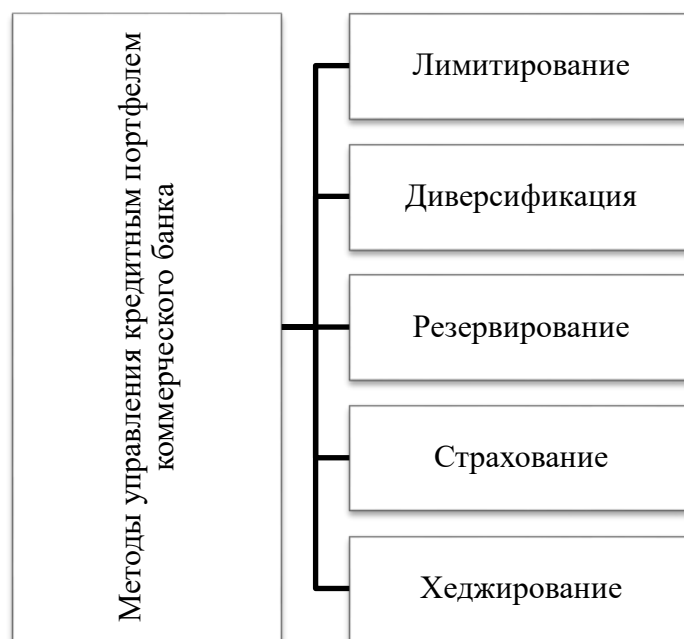 Методы управления кредитным портфелем
коммерческого банка
Лимитирование
Диверсификация
Резервирование
Страхование
Хеджирование